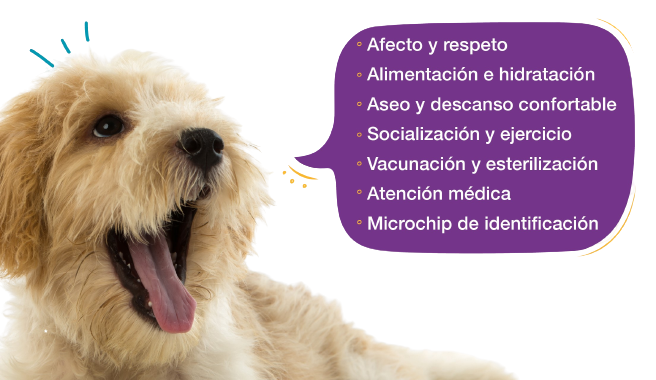 Afecto y respeto
Alimentación e hidratación
Aseo y descanso confortable
Socialización y ejercicio
Vacunación y esterilización
Atención médica
Microchip de identificación